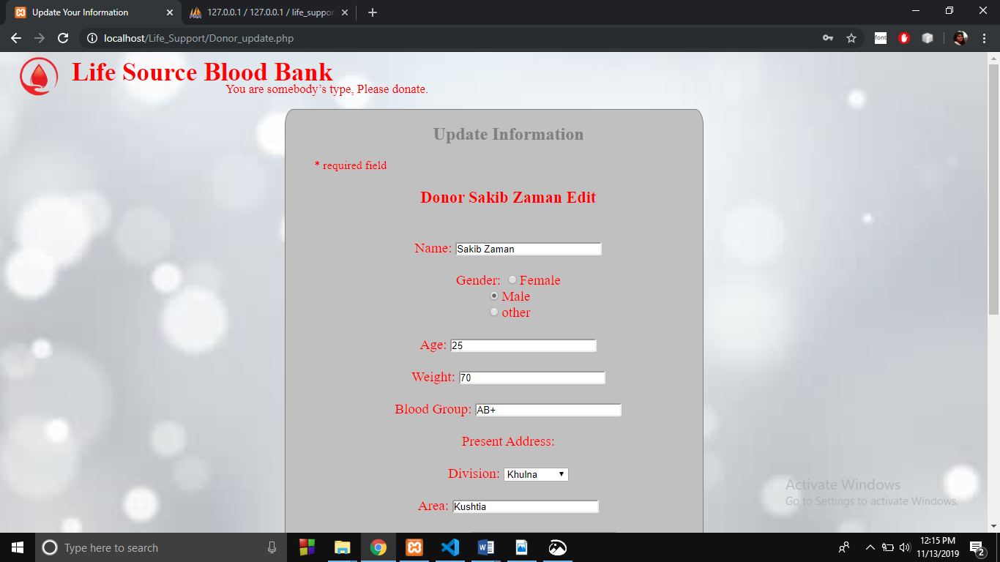 Update Your Information
127.0.0.1 / 127.0.0.1 / life_suppor
localhost/Life_Support/Donor_update.php
font
Life Source Blood Bank
You are somebody's type, Please donate.
Update Information
* required field
Donor Sakib Zaman Edit
Name: Sakib Zaman
Gender: Female
Male
other
Age: 25
Weight: 70
Blood Group: AB+
Present Address:
Division: Khulna
Area: Kushtia
Activate Windows
Go to Settings to activate Windows.
Type here to search
12:15 PM
11/13/2019
2